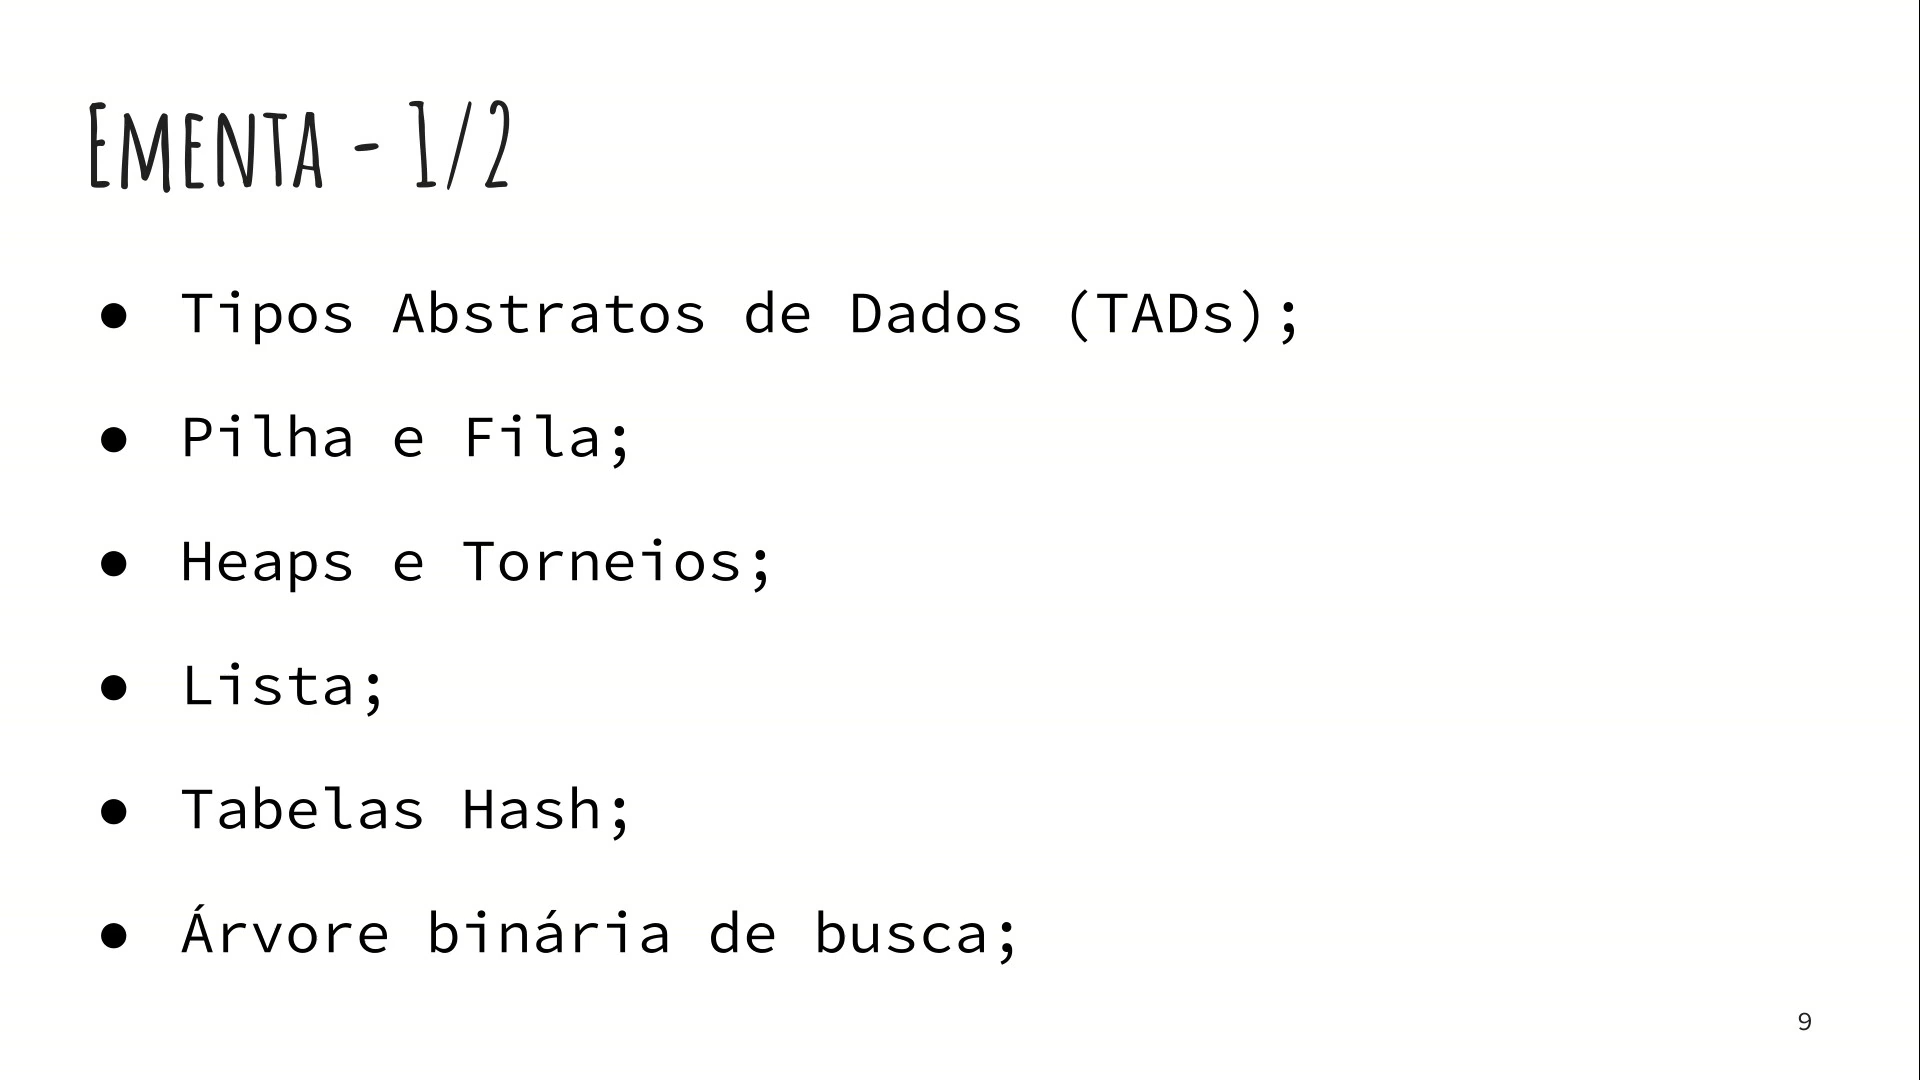 Ementa - 1/2
● Tipos Abstratos de Dados (TADs);
● Pilha e Fila;
● Heaps e Torneios;
● Lista;
● Tabelas Hash;
● Árvore binária de busca;
9